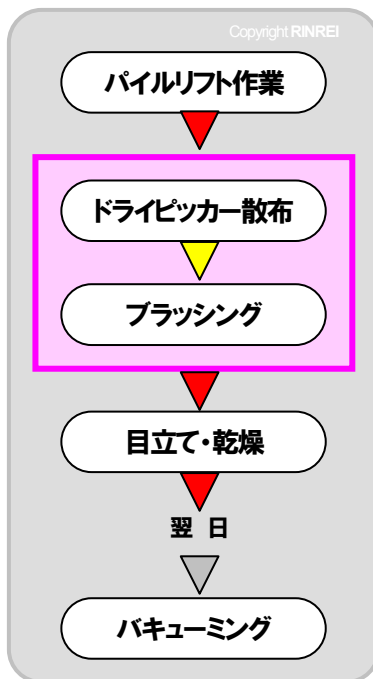 Copyright RINREI
パイルリフト作業
ドライピッカー散布
ブラッシング
目立て・乾燥
翌 日
バキューミング